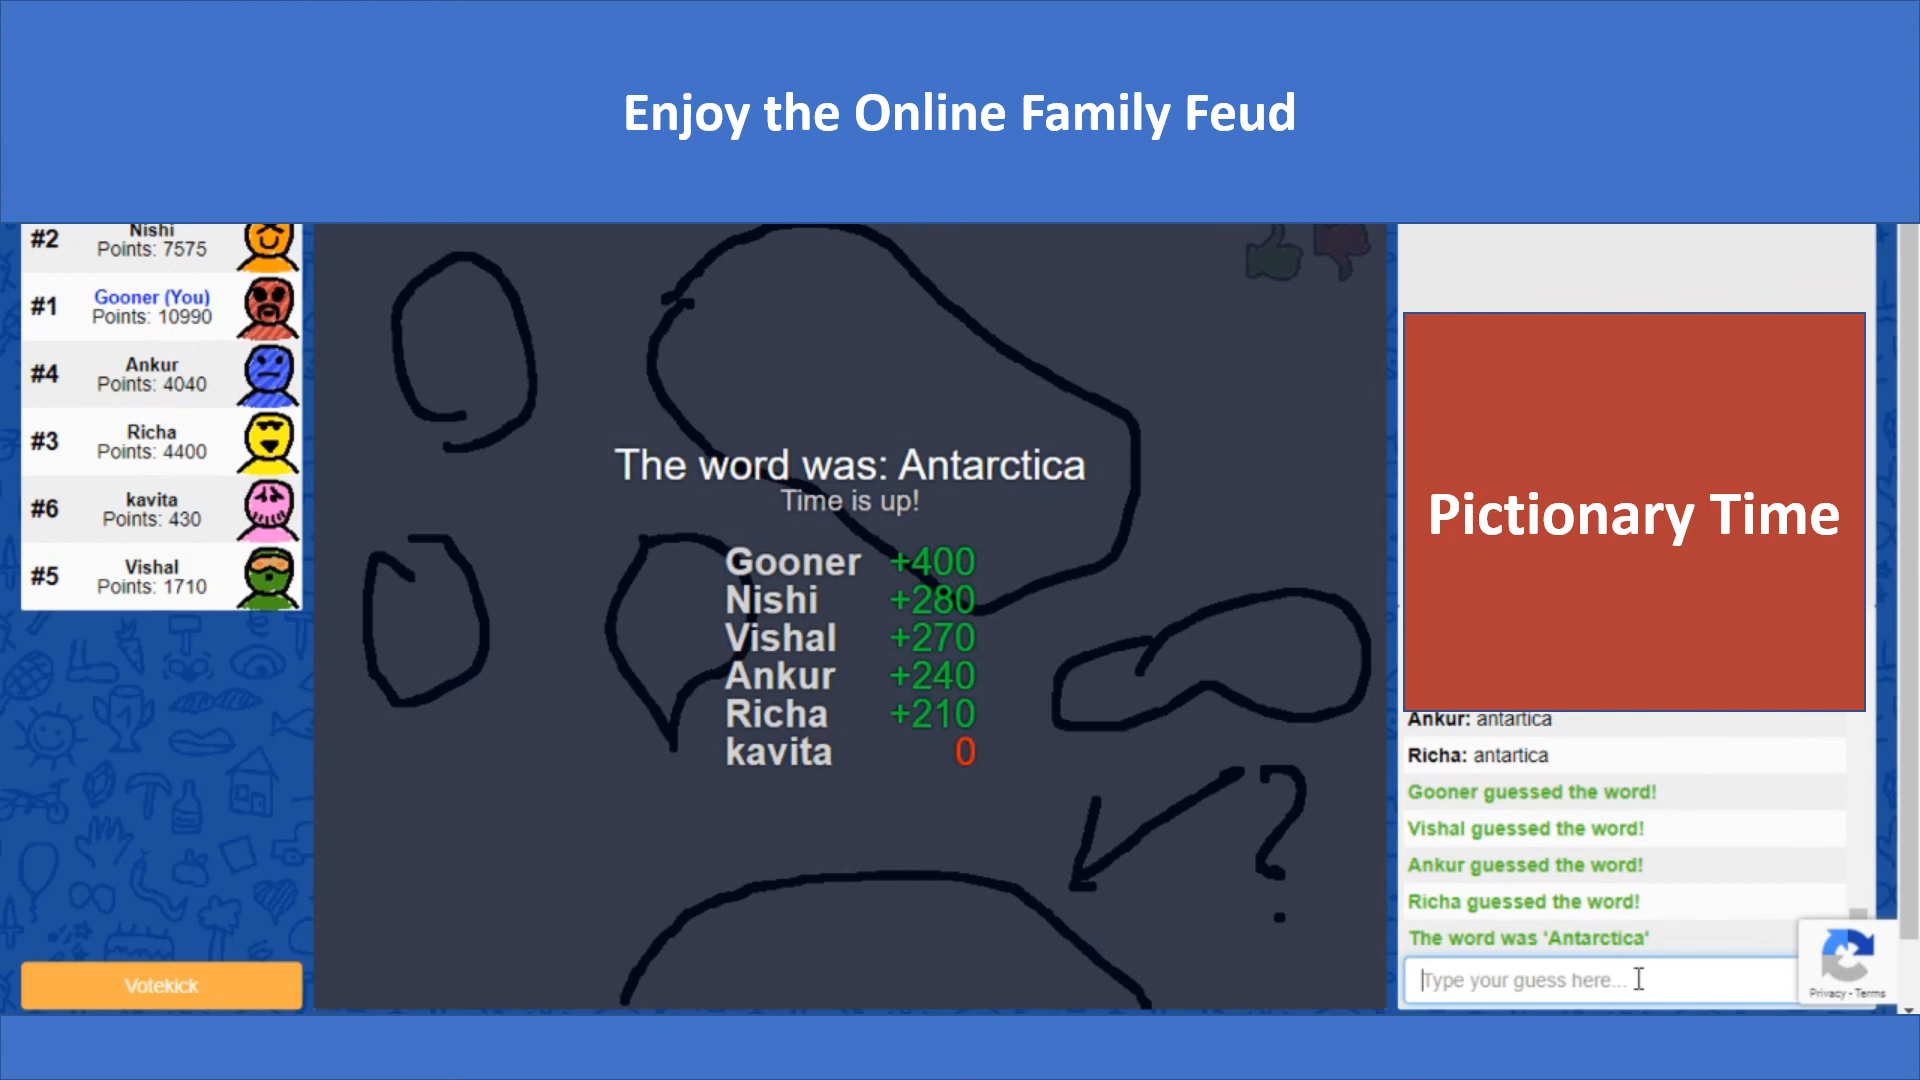 Enjoy the Online Family Feud
#2 Nishi
Points: 7575
#1 Gooner (You)
Points: 10990
#4 Ankur
Points: 4040
#3 Richa
Points: 4400
#6 kavita
Points: 430
#5 Vishal
Points: 1710
Votekick
The word was: Antarctica
Time is up!
Gooner +400
Nishi +280
Vishal +270
Ankur +240
Richa +210
kavita 0
?
Pictionary Time
Ankur: antartica
Richa: antartica
Gooner guessed the word!
Vishal guessed the word!
Ankur guessed the word!
Richa guessed the word!
The word was 'Antarctica'
Type your guess here...
Privacy - Terms